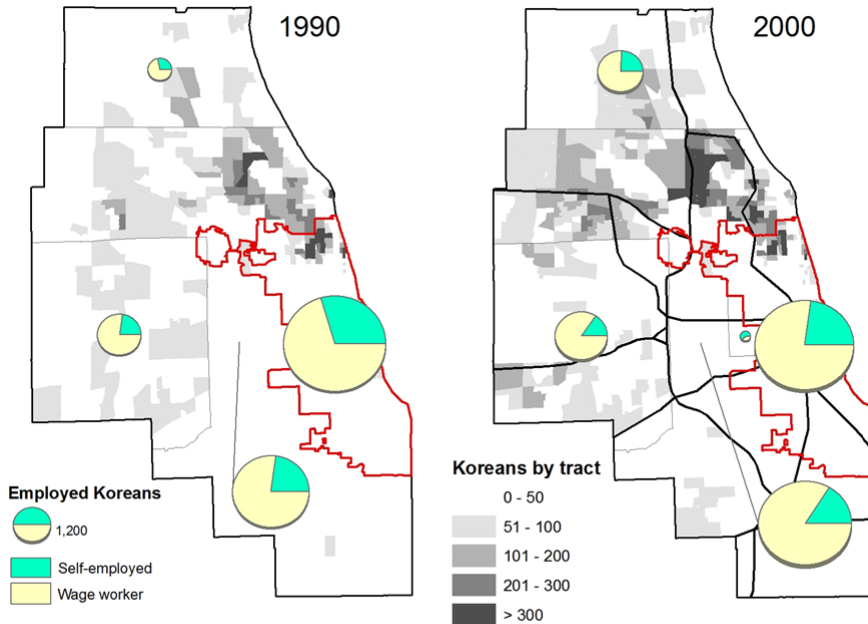 1990
2000
Employed Koreans
1,200
Self-employed
Wage worker
Koreans by tract
0 - 50
51 - 100
101 - 200
201 - 300
> 300